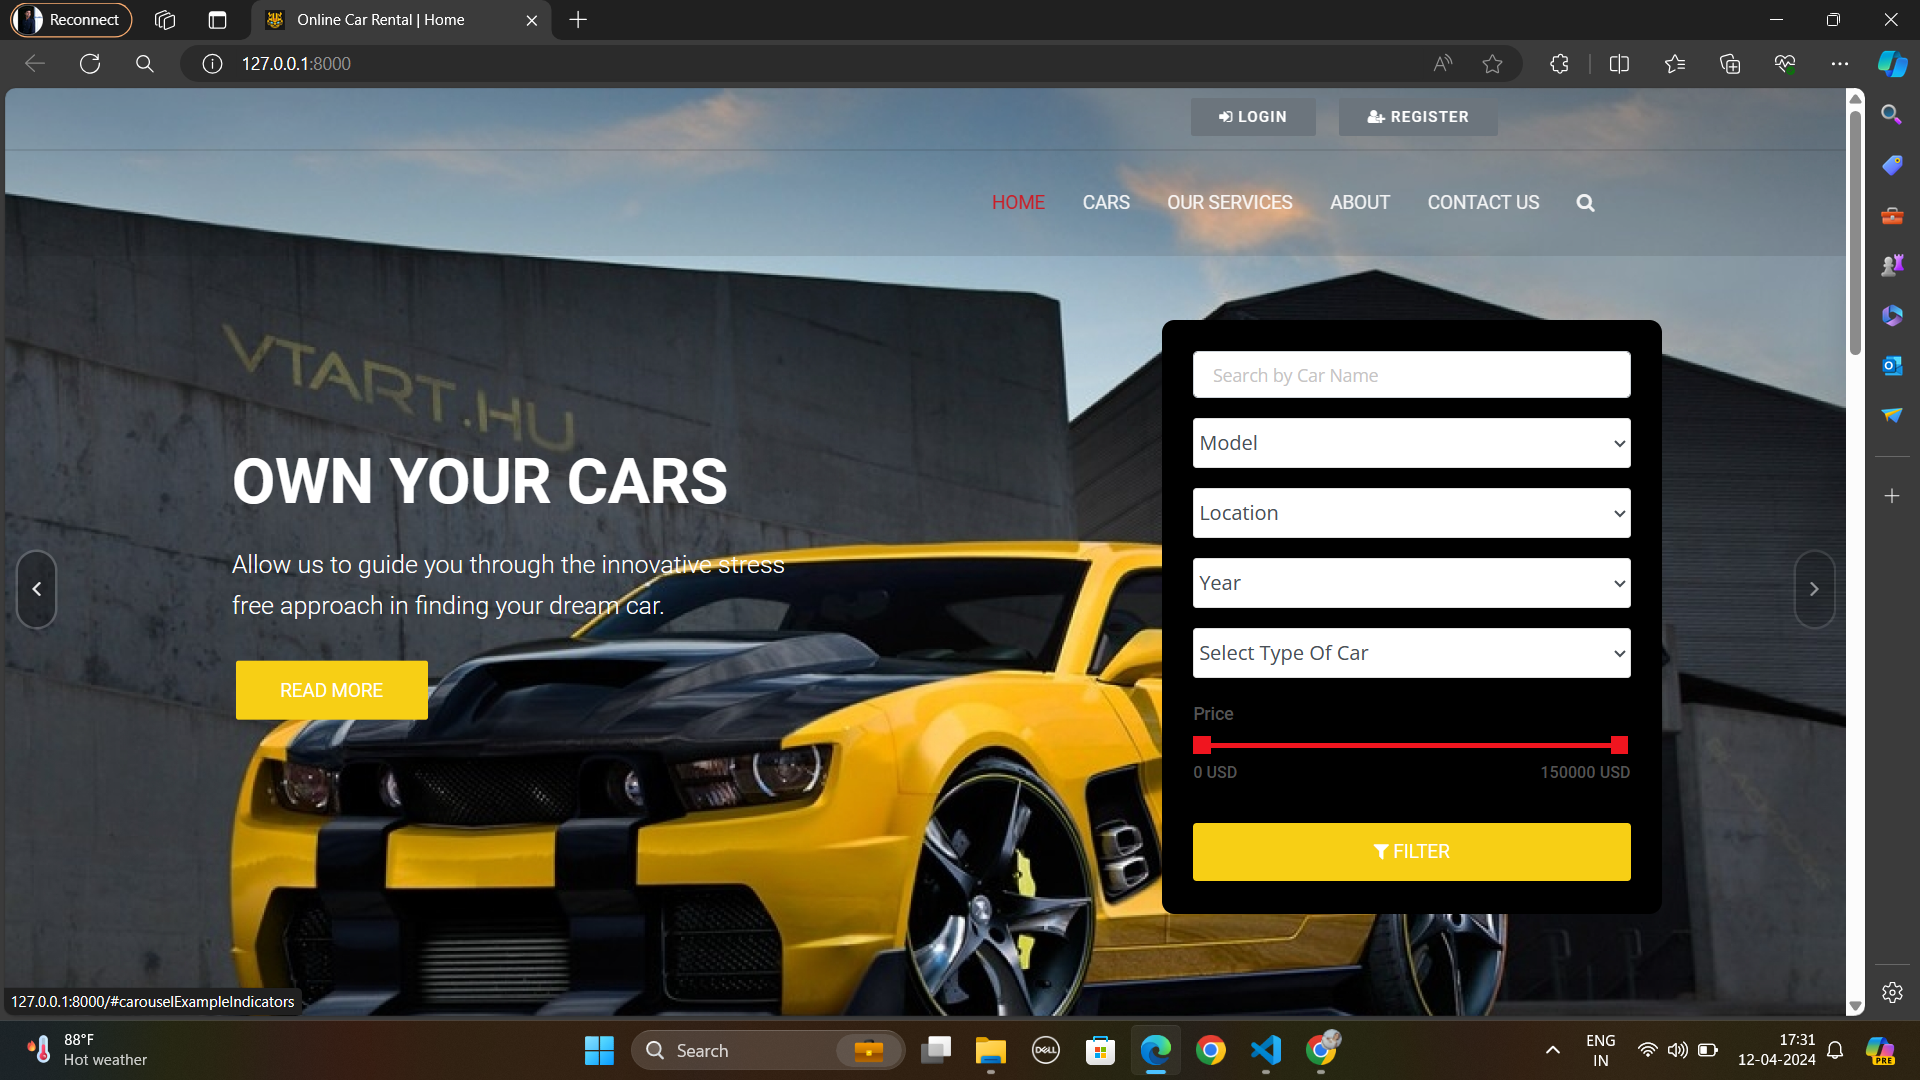 Reconnect
Online Car Rental | Home
127.0.0.1:8000
LOGIN
REGISTER
HOME
CARS
OUR SERVICES
ABOUT
CONTACT US
VTART.HU
Search by Car Name
Model
OWN YOUR CARS
Location
Allow us to guide you through the innovative stress
free approach in finding your dream car.
Year
Select Type Of Car
READ MORE
Price
0 USD
150000 USD
FILTER
127.0.0.1:8000/#carouselExampleIndicators
88°F
Hot weather
Search
DELL
ENG
IN
17:31
12-04-2024
PRE